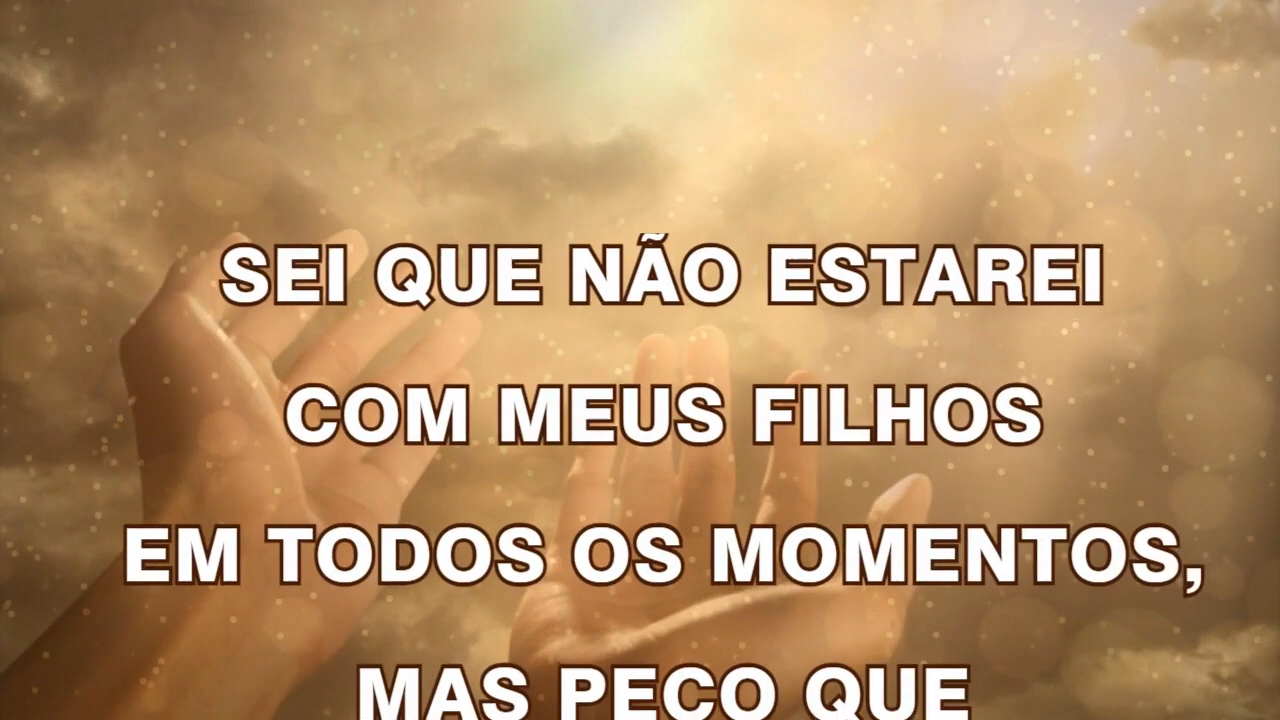 SEI QUE NÃO ESTAREI
COM MEUS FILHOS
EM TODOS OS MOMENTOS,
MAS PEÇO QUE